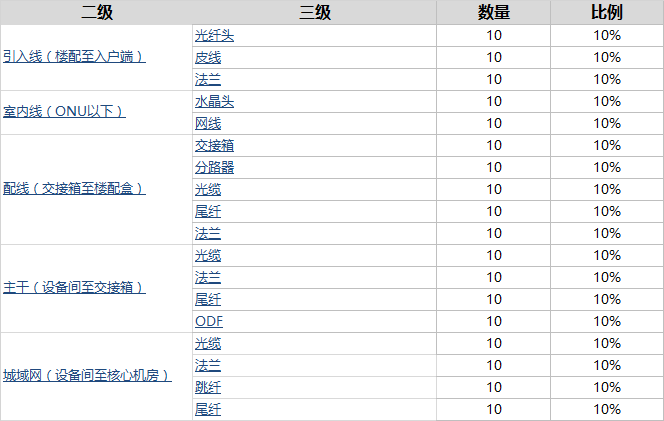 二级 三级 数量 比例
引入线（楼配至入户端） 光纤头 10 10%
皮线 10 10%
法兰 10 10%
室内线（ONU以下） 水晶头 10 10%
网线 10 10%
配线（交接箱至楼配盒） 交接箱 10 10%
分路器 10 10%
光缆 10 10%
尾纤 10 10%
法兰 10 10%
主干（设备间至交接箱） 光缆 10 10%
法兰 10 10%
尾纤 10 10%
ODF 10 10%
城域网（设备间至核心机房） 光缆 10 10%
法兰 10 10%
跳纤 10 10%
尾纤 10 10%